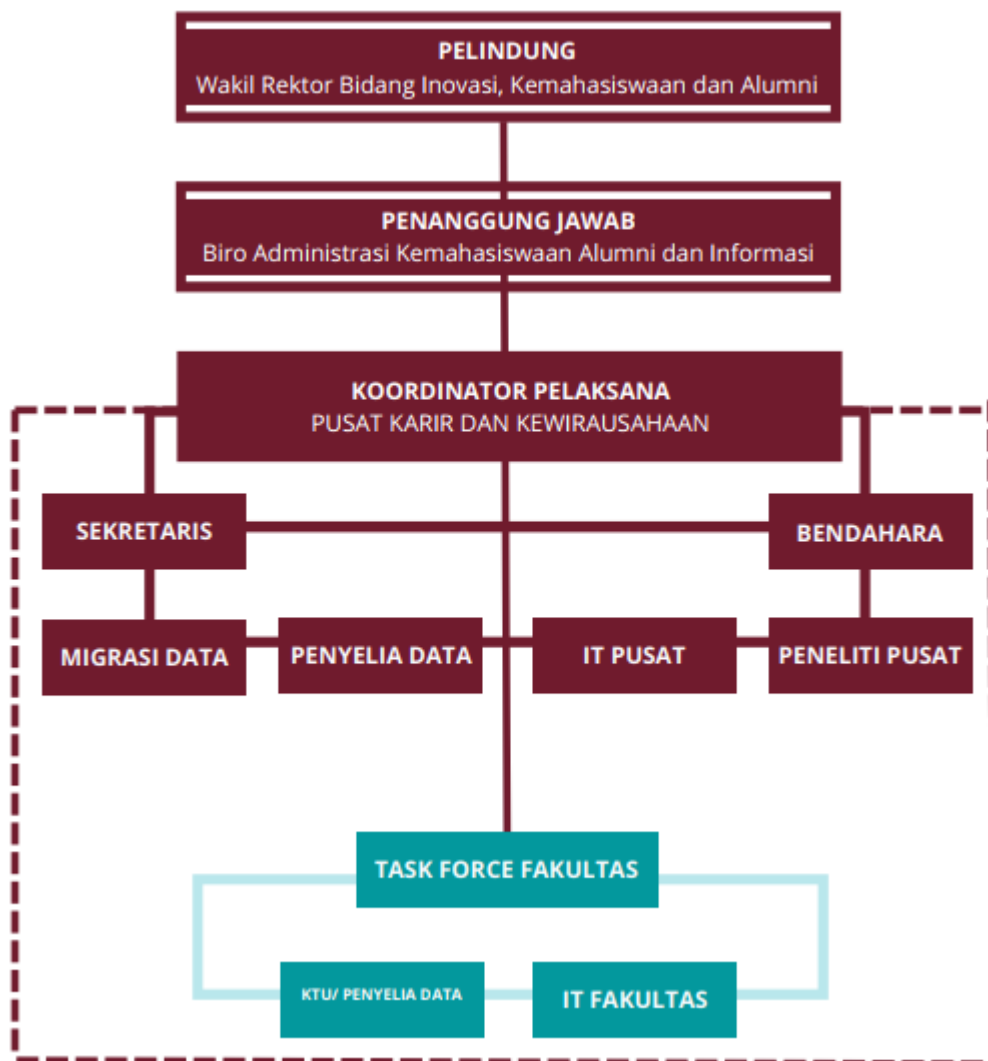 PELINDUNG
Wakil Rektor Bidang Inovasi, Kemahasiswaan dan Alumni
PENANGGUNG JAWAB
Biro Administrasi Kemahasiswaan Alumni dan Informasi
KOORDINATOR PELAKSANA
PUSAT KARIR DAN KEWIRAUSAHAAN
SEKRETARIS
BENDAHARA
MIGRASI DATA
PENYELIA DATA
IT PUSAT
PENELITI PUSAT
TASK FORCE FAKULTAS
KTU/ PENYELIA DATA
IT FAKULTAS